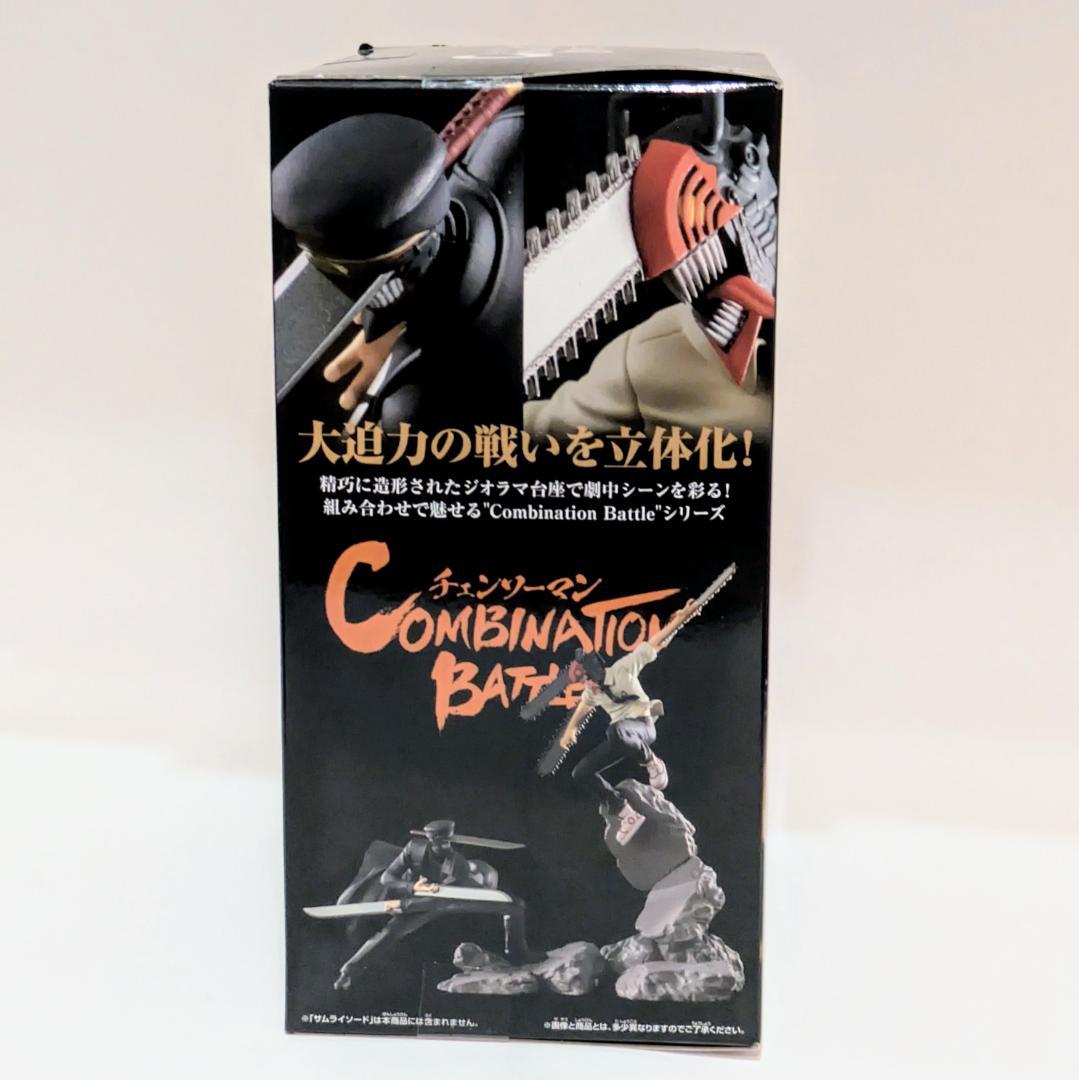 大迫力の戦いを立体化!
精巧に造形されたジオラマ台座で劇中シーンを彩る!
組み合わせで魅せる"Combination Battle"シリーズ
チェンソーマン
COMBINATION
BATTLE
※「サムライソード」は本商品には含まれません。
※画像と商品とは、多少異なりますのでご了承ください。